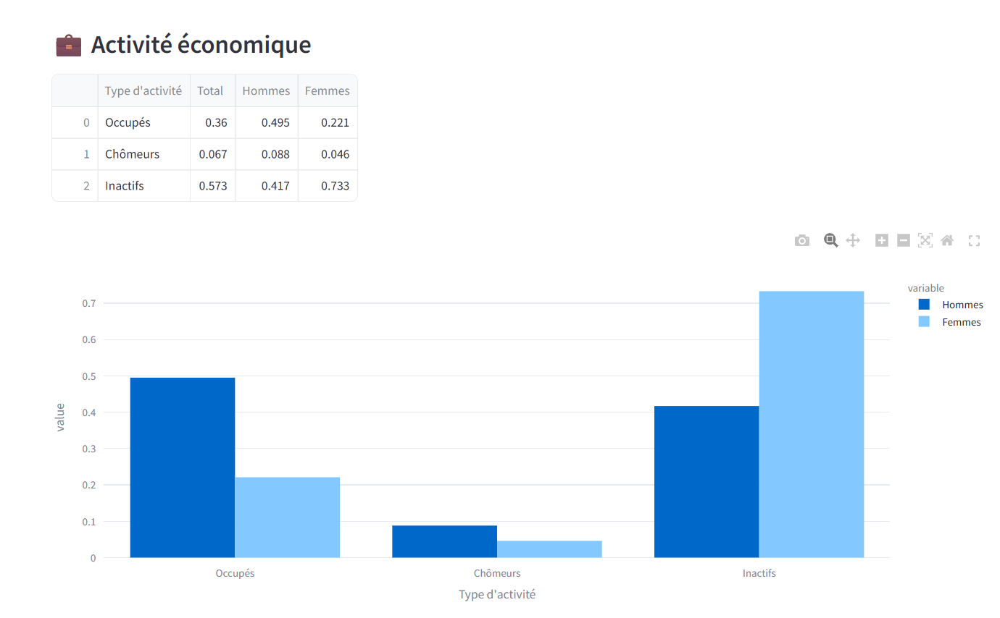 Activité économique
Type d'activité Total Hommes Femmes
0 Occupés 0.36 0.495 0.221
1 Chômeurs 0.067 0.088 0.046
2 Inactifs 0.573 0.417 0.733
variable
Hommes
Femmes
0.7
0.6
0.5
0.4
0.3
0.2
0.1
0
value
Occupés Chômeurs Inactifs
Type d'activité